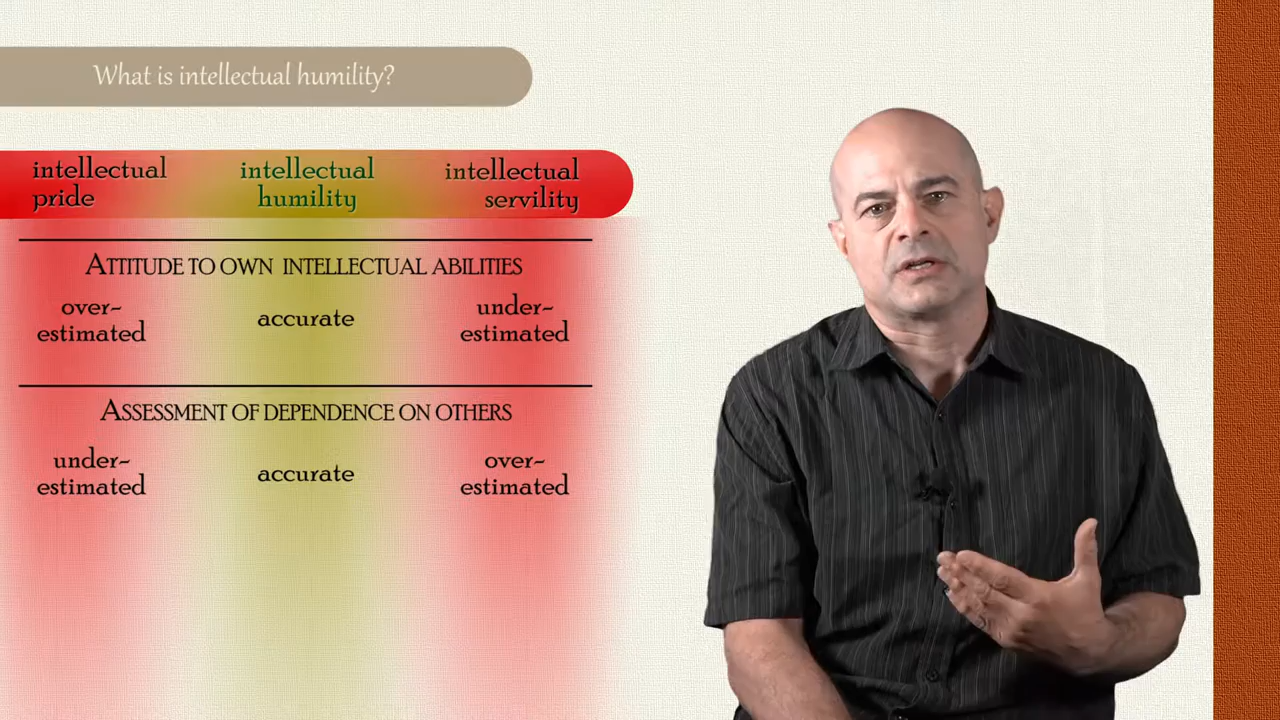 What is intellectual humility?
intellectual pride
intellectual humility
intellectual servility
ATTITUDE TO OWN INTELLECTUAL ABILITIES
over-estimated
accurate
under-estimated
ASSESSMENT OF DEPENDENCE ON OTHERS
under-estimated
accurate
over-estimated